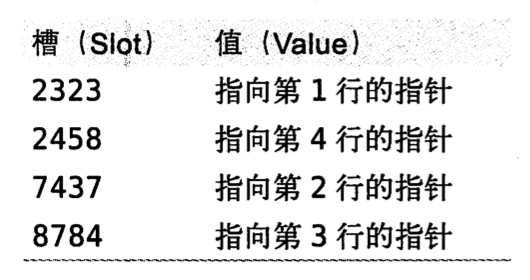 槽（Slot） 值（Value）
2323 指向第 1 行的指针
2458 指向第 4 行的指针
7437 指向第 2 行的指针
8784 指向第 3 行的指针